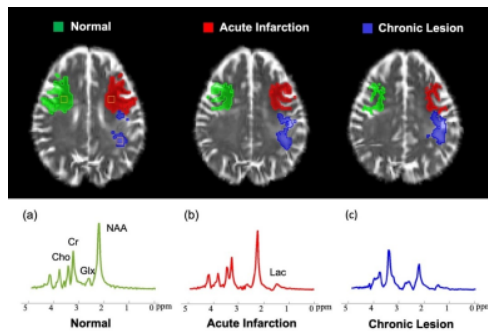 Normal Acute Infarction Chronic Lesion
(a) (b) (c)
NAA
Cr
Cho
Glx
Lac
5 4 3 2 1 0 ppm 5 4 3 2 1 0 ppm 5 4 3 2 1 0 ppm
Normal Acute Infarction Chronic Lesion